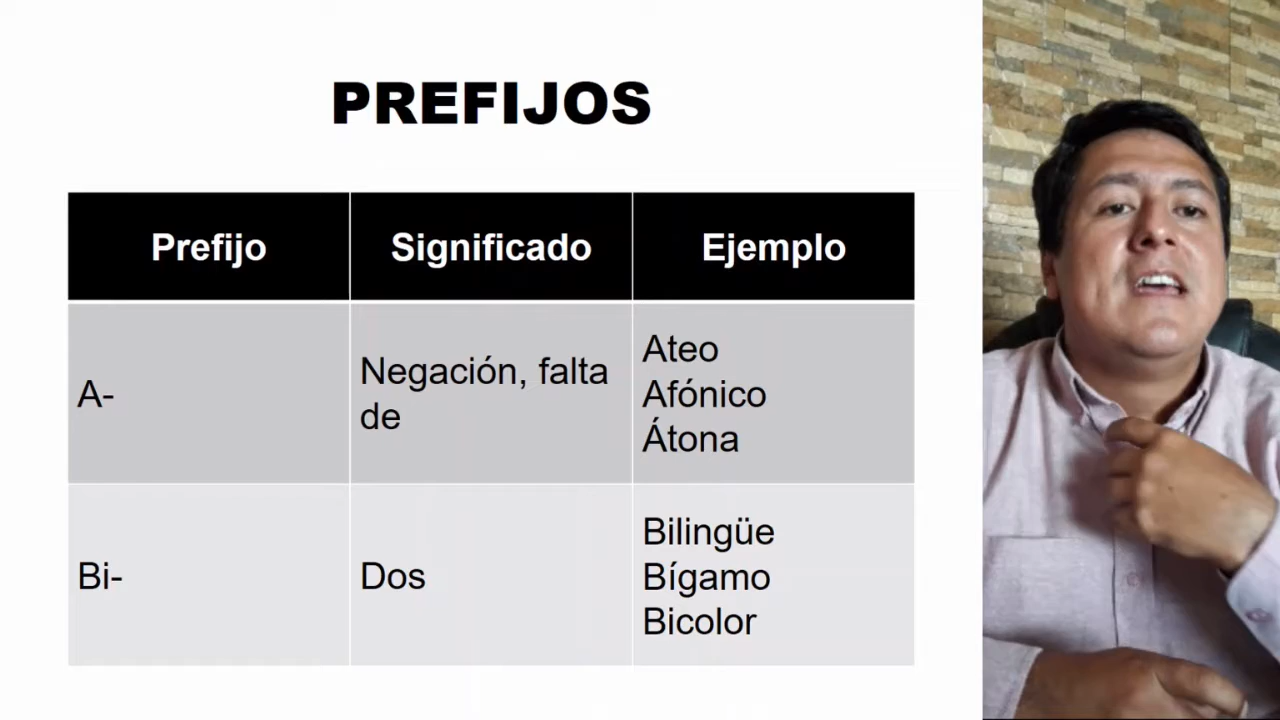 PREFIJOS
Prefijo
Significado
Ejemplo
A-
Negación, falta
de
Ateo
Afónico
Átona
Bi-
Dos
Bilingüe
Bígamo
Bicolor